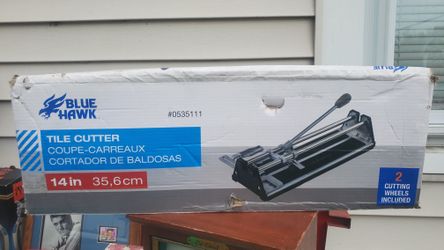 BLUE
HAWK
#0535111
TILE CUTTER
COUPE-CARREAUX
CORTADOR DE BALDOSAS
14in 35,6cm
2
CUTTING
WHEELS
INCLUDED